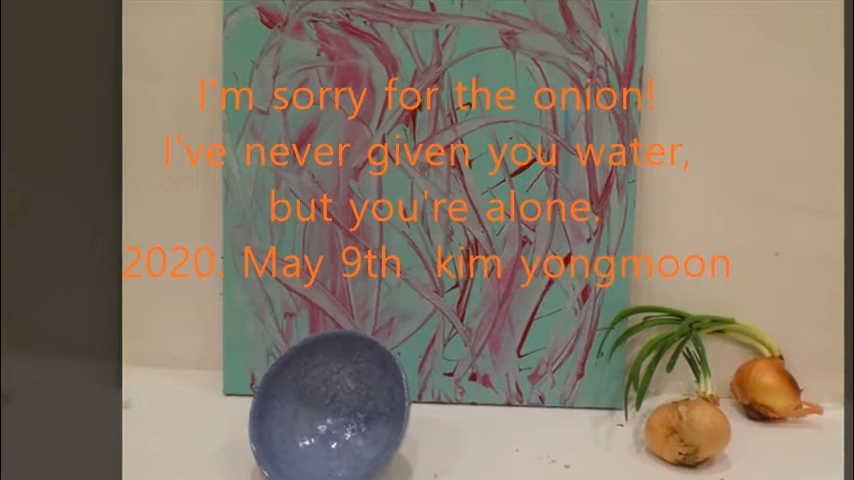 I'm sorry for the onion!
I've never given you water,
but you're alone.
2020. May 9th kim yongmoon